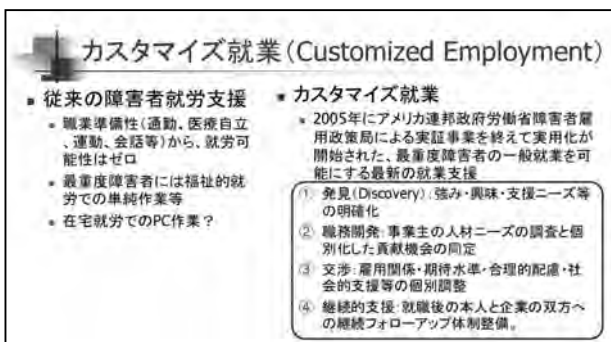 カスタマイズ就業(Customized Employment)
▪ 従来の障害者就労支援
▪ 職業準備性(通勤、医療自立
、運動、会話等)から、就労可
能性はゼロ
▪ 最重度障害者には福祉的就
労での単純作業等
▪ 在宅就労でのPC作業?
▪ カスタマイズ就業
▪ 2005年にアメリカ連邦政府労働省障害者雇
用政策局による実証事業を終えて実用化が
開始された、最重度障害者の一般就業を可
能にする最新の就業支援
① 発見(Discovery):強み・興味・支援ニーズ等
の明確化
② 職務開発:事業主の人材ニーズの調査と個
別化した貢献機会の同定
③ 交渉:雇用関係・期待水準・合理的配慮・社
会的支援等の個別調整
④ 継続的支援:就職後の本人と企業の双方へ
の継続フォローアップ体制整備。